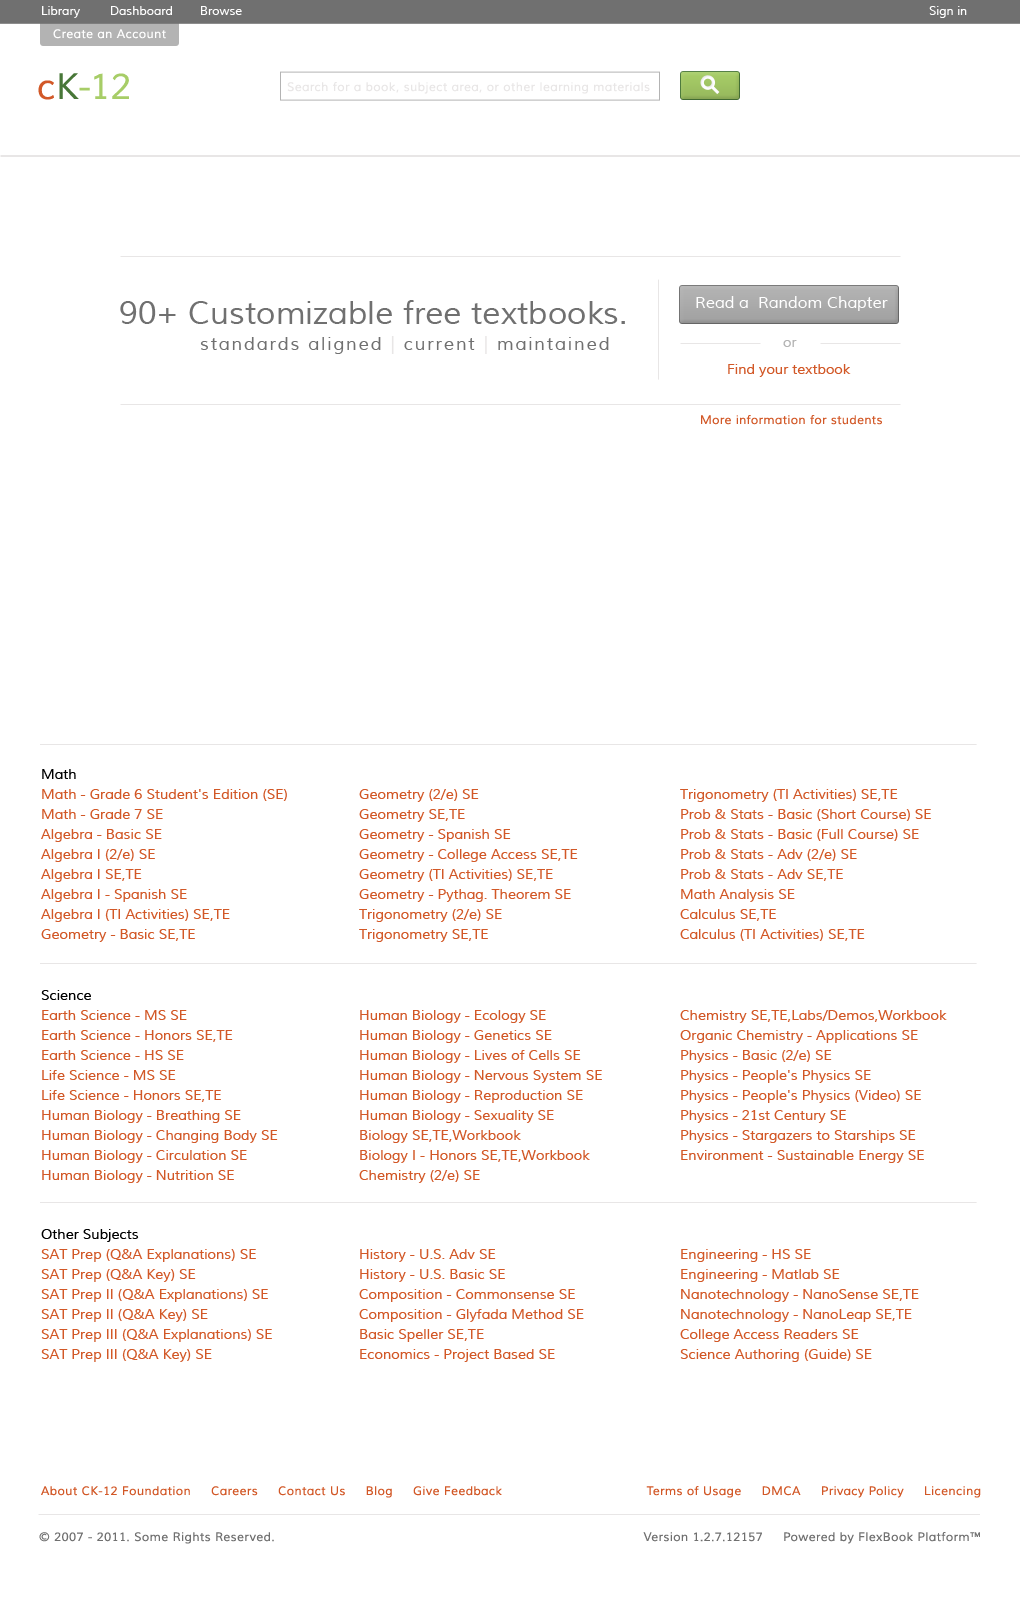 Library Dashboard Browse Sign in
Create an Account
cK-12
Search for a book, subject area, or other learning materials
90+ Customizable free textbooks.
standards aligned | current | maintained
Read a Random Chapter
or
Find your textbook
More information for students
Math
Math - Grade 6 Student's Edition (SE)
Math - Grade 7 SE
Algebra - Basic SE
Algebra I (2/e) SE
Algebra I SE,TE
Algebra I - Spanish SE
Algebra I (TI Activities) SE,TE
Geometry - Basic SE,TE
Geometry (2/e) SE
Geometry SE,TE
Geometry - Spanish SE
Geometry - College Access SE,TE
Geometry (TI Activities) SE,TE
Geometry - Pythag. Theorem SE
Trigonometry (2/e) SE
Trigonometry SE,TE
Trigonometry (TI Activities) SE,TE
Prob & Stats - Basic (Short Course) SE
Prob & Stats - Basic (Full Course) SE
Prob & Stats - Adv (2/e) SE
Prob & Stats - Adv SE,TE
Math Analysis SE
Calculus SE,TE
Calculus (TI Activities) SE,TE
Science
Earth Science - MS SE
Earth Science - Honors SE,TE
Earth Science - HS SE
Life Science - MS SE
Life Science - Honors SE,TE
Human Biology - Breathing SE
Human Biology - Changing Body SE
Human Biology - Circulation SE
Human Biology - Nutrition SE
Human Biology - Ecology SE
Human Biology - Genetics SE
Human Biology - Lives of Cells SE
Human Biology - Nervous System SE
Human Biology - Reproduction SE
Human Biology - Sexuality SE
Biology SE,TE,Workbook
Biology I - Honors SE,TE,Workbook
Chemistry (2/e) SE
Chemistry SE,TE,Labs/Demos,Workbook
Organic Chemistry - Applications SE
Physics - Basic (2/e) SE
Physics - People's Physics SE
Physics - People's Physics (Video) SE
Physics - 21st Century SE
Physics - Stargazers to Starships SE
Environment - Sustainable Energy SE
Other Subjects
SAT Prep (Q&A Explanations) SE
SAT Prep (Q&A Key) SE
SAT Prep II (Q&A Explanations) SE
SAT Prep II (Q&A Key) SE
SAT Prep III (Q&A Explanations) SE
SAT Prep III (Q&A Key) SE
History - U.S. Adv SE
History - U.S. Basic SE
Composition - Commonsense SE
Composition - Glyfada Method SE
Basic Speller SE,TE
Economics - Project Based SE
Engineering - HS SE
Engineering - Matlab SE
Nanotechnology - NanoSense SE,TE
Nanotechnology - NanoLeap SE,TE
College Access Readers SE
Science Authoring (Guide) SE
About CK-12 Foundation Careers Contact Us Blog Give Feedback Terms of Usage DMCA Privacy Policy Licencing
© 2007 - 2011. Some Rights Reserved. Version 1.2.7.12157 Powered by FlexBook Platform™